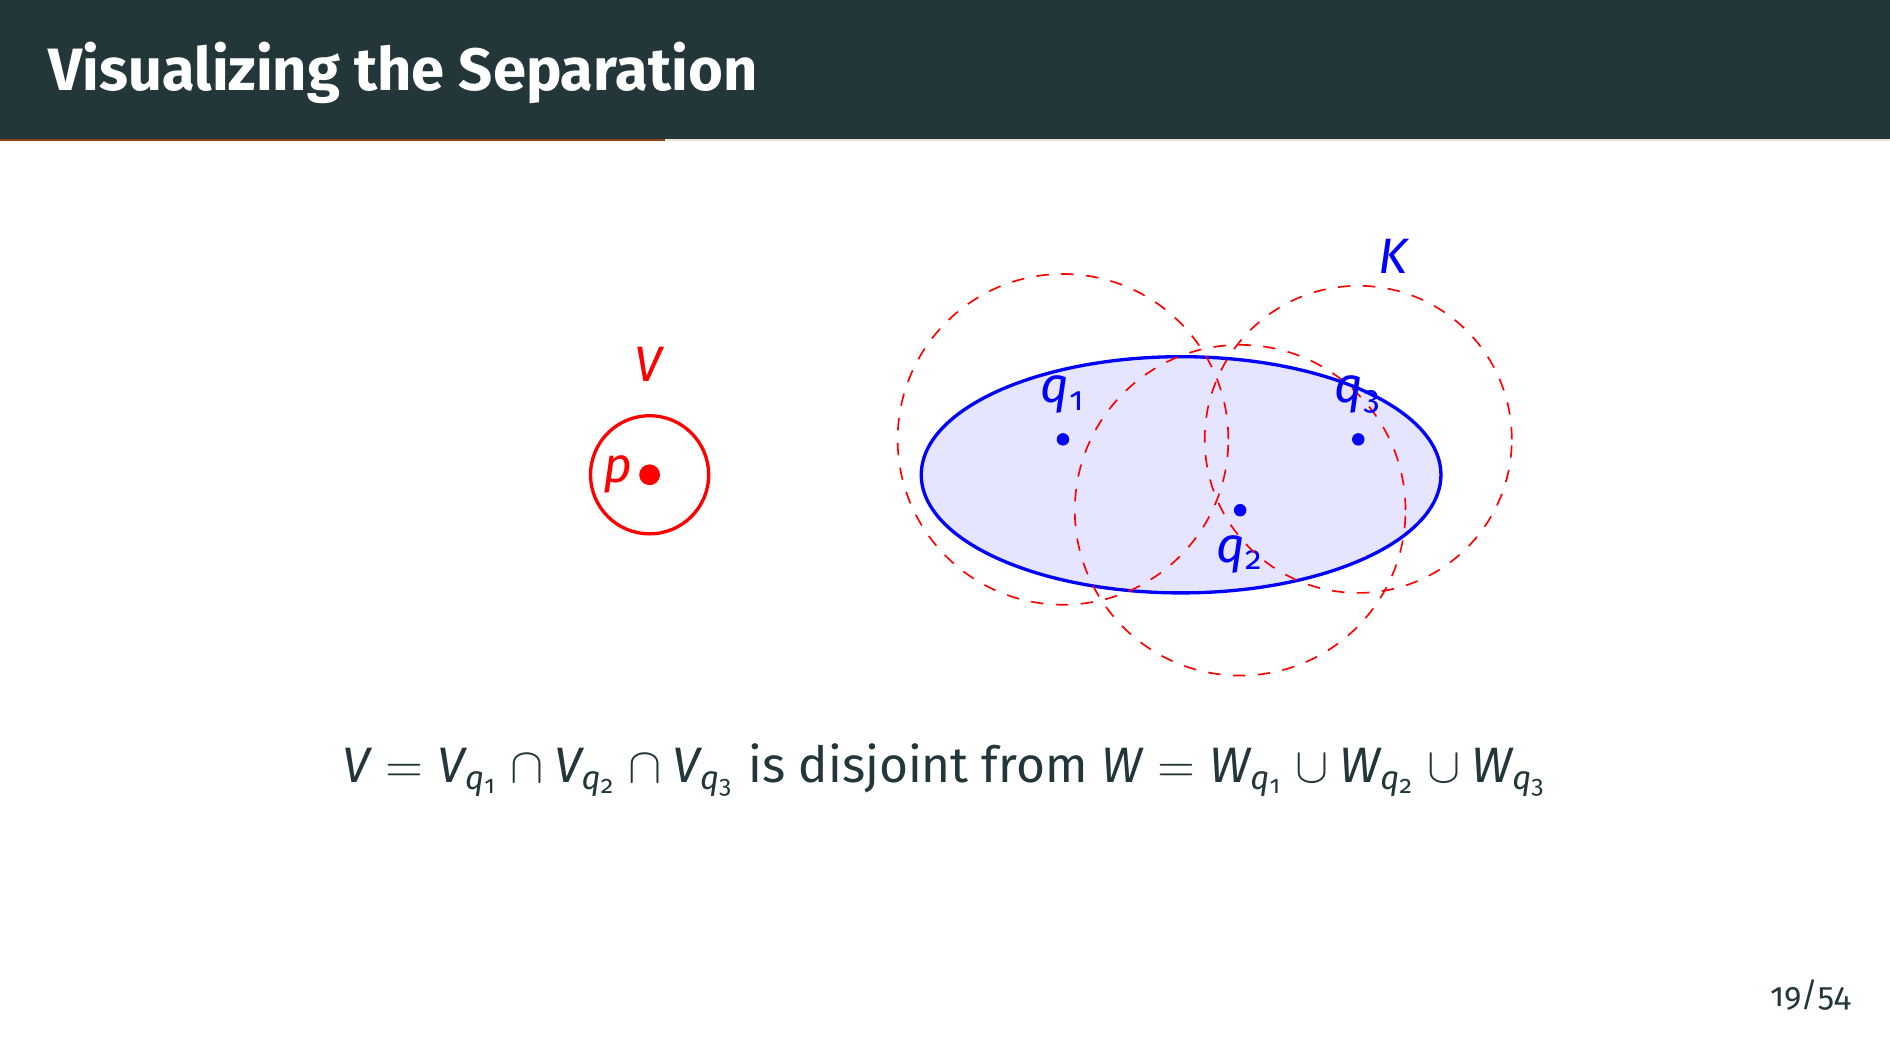 Visualizing the Separation
K
V
q₁
q₃
p
q₂
V = V_{q₁} ∩ V_{q₂} ∩ V_{q₃} is disjoint from W = W_{q₁} ∪ W_{q₂} ∪ W_{q₃}
19/54